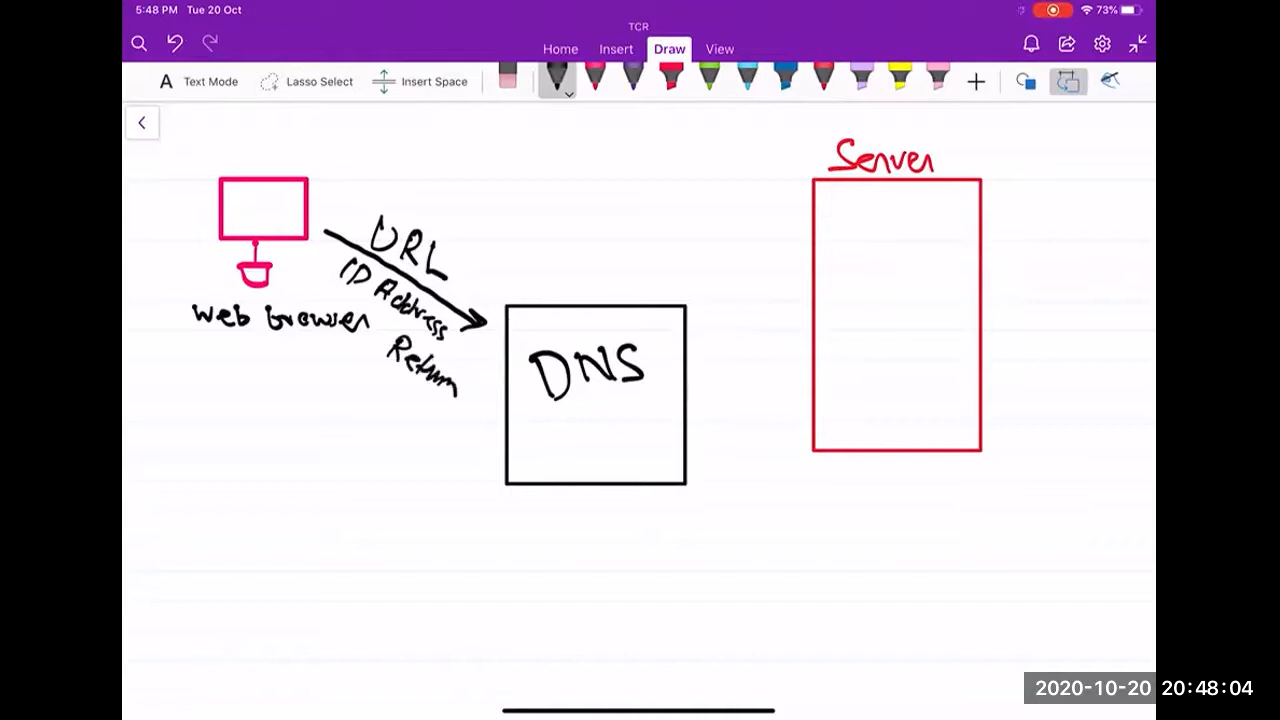 5:48 PM Tue 20 Oct
73%
TCR
Home Insert Draw View
A Text Mode Lasso Select Insert Space
Server
URL
IP Address
Return
Web browser
DNS
2020-10-20 20:48:04